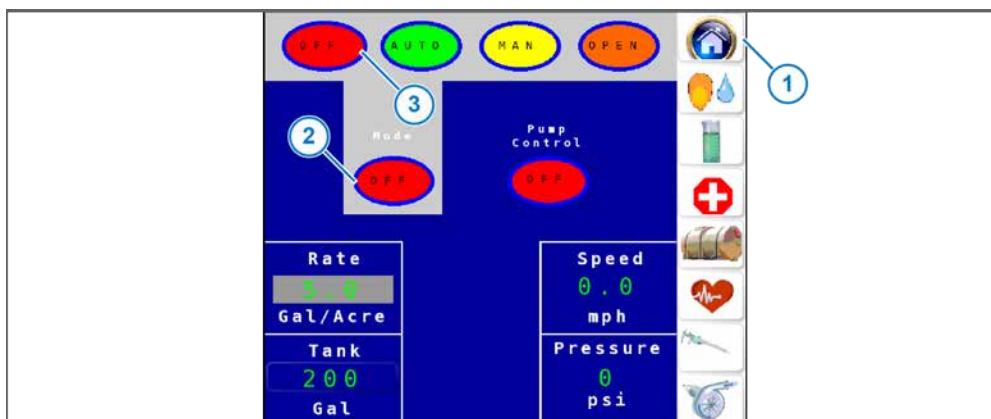 OFF AUTO MAN OPEN
1
3
2
Mode
Pump
Control
OFF
OFF
Rate
5.0
Gal/Acre
Speed
0.0
mph
Tank
200
Gal
Pressure
0
psi